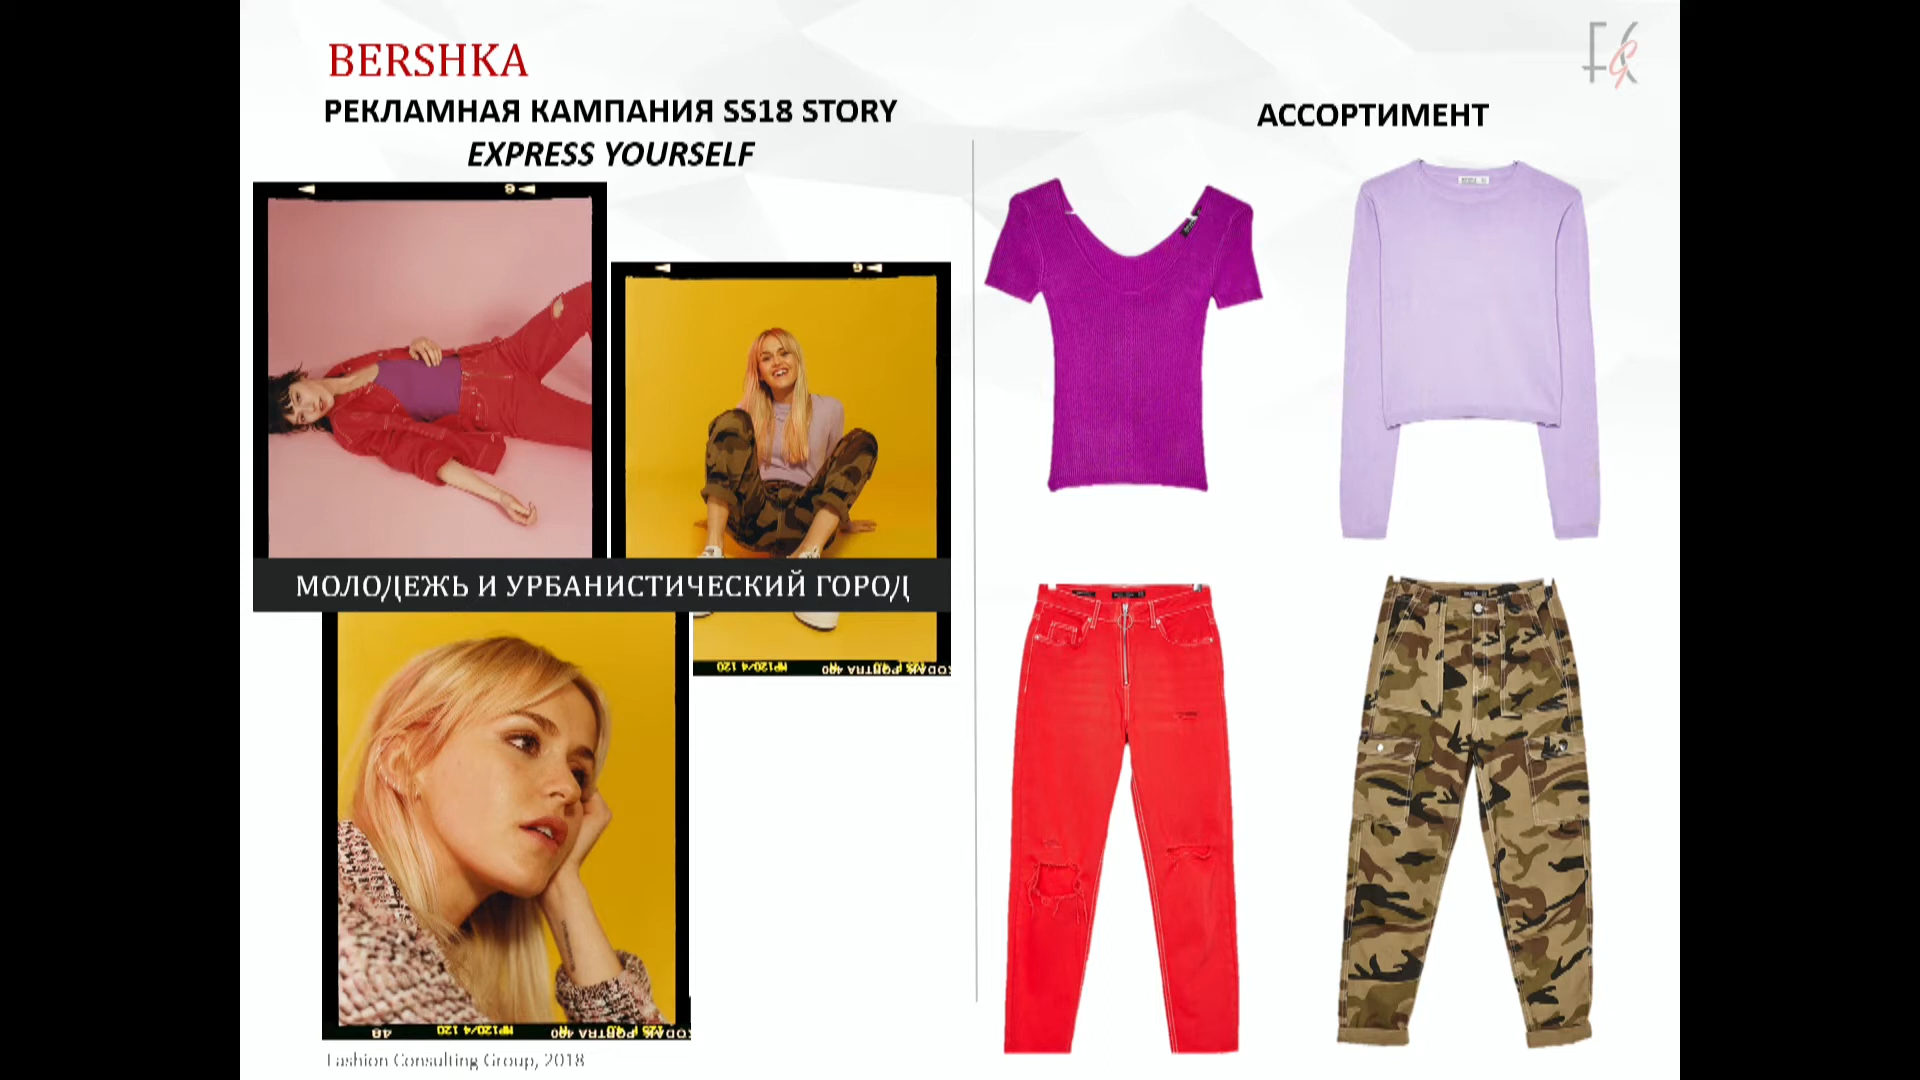 BERSHKA
РЕКЛАМНАЯ КАМПАНИЯ SS18 STORY
EXPRESS YOURSELF
АССОРТИМЕНТ
МОЛОДЕЖЬ И УРБАНИСТИЧЕСКИЙ ГОРОД
Fashion Consulting Group, 2018